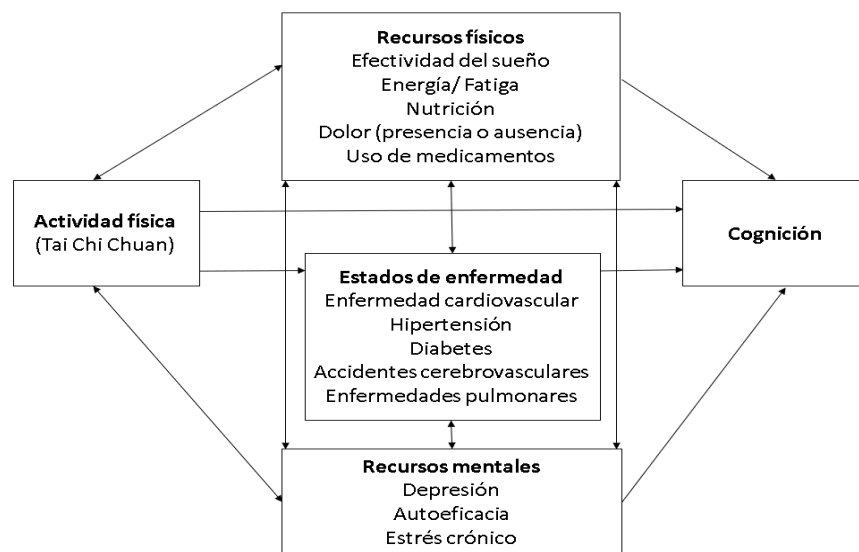 Recursos físicos
Efectividad del sueño
Energía/ Fatiga
Nutrición
Dolor (presencia o ausencia)
Uso de medicamentos
Actividad física
(Tai Chi Chuan)
Cognición
Estados de enfermedad
Enfermedad cardiovascular
Hipertensión
Diabetes
Accidentes cerebrovasculares
Enfermedades pulmonares
Recursos mentales
Depresión
Autoeficacia
Estrés crónico